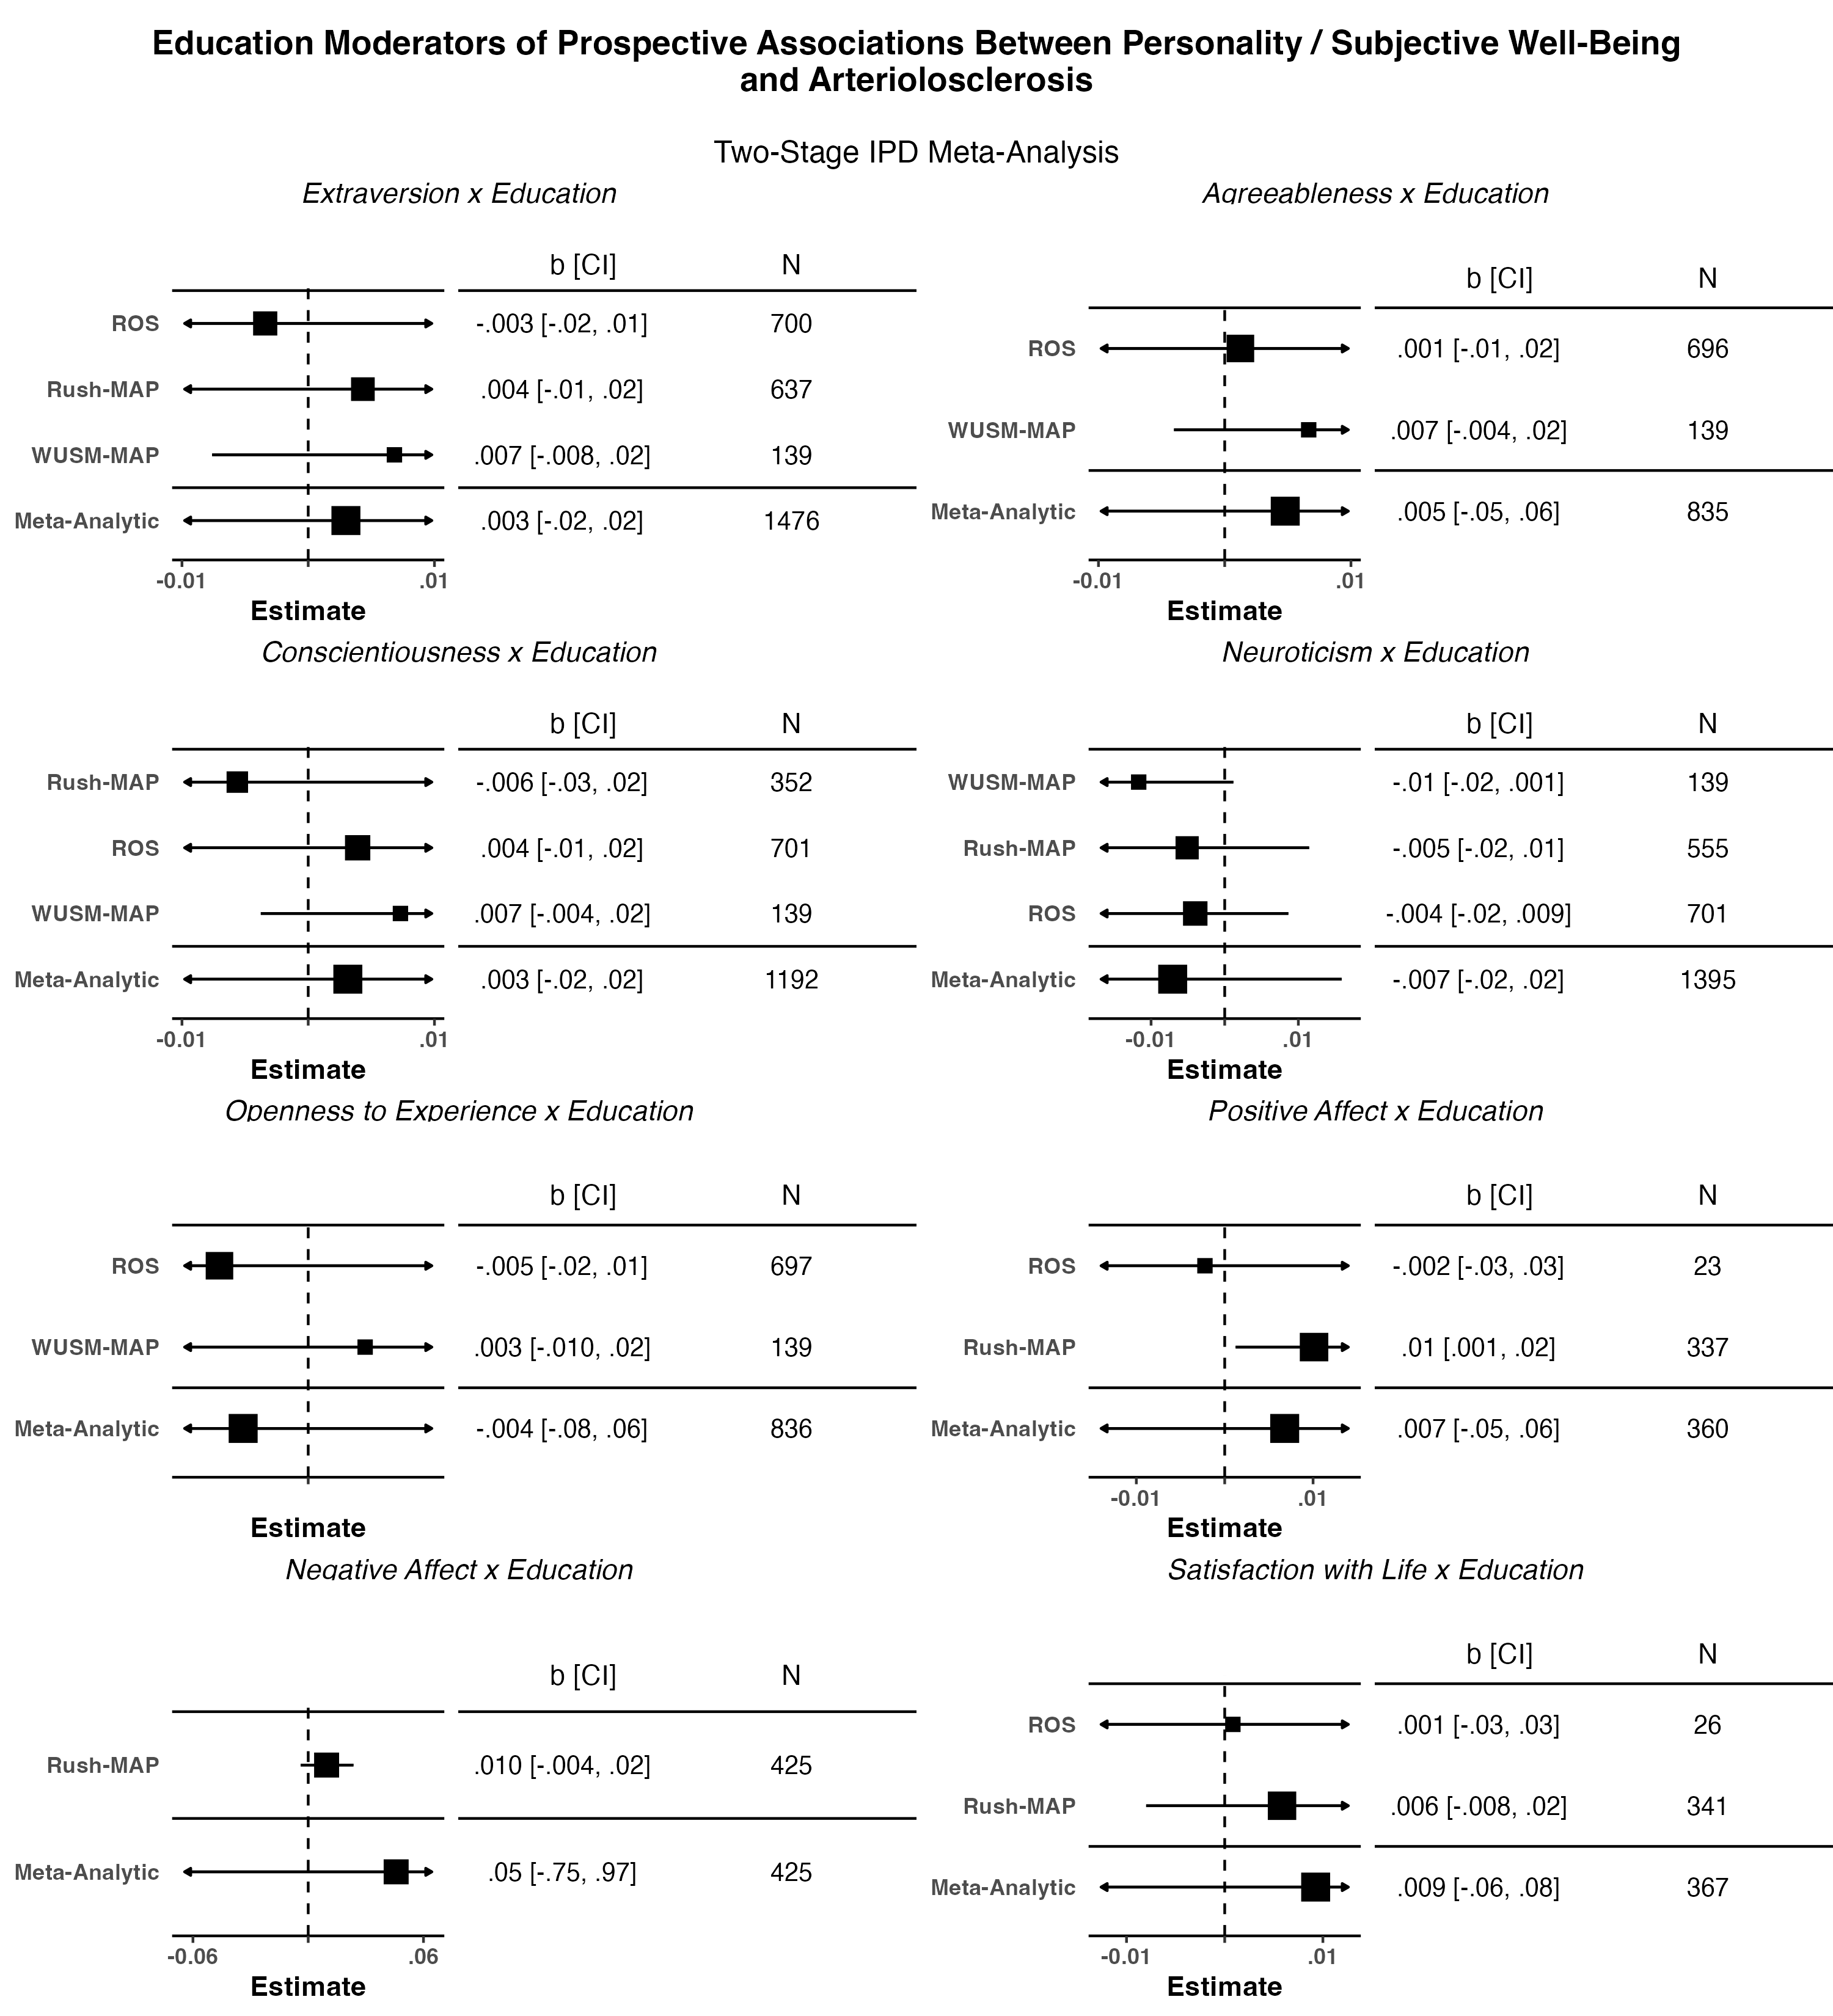 Education Moderators of Prospective Associations Between Personality / Subjective Well-Being
and Arteriolosclerosis
Two-Stage IPD Meta-Analysis
Extraversion x Education
b [CI] N
ROS -.003 [-.02, .01] 700
Rush-MAP .004 [-.01, .02] 637
WUSM-MAP .007 [-.008, .02] 139
Meta-Analytic .003 [-.02, .02] 1476
-0.01 .01
Estimate
Agreeableness x Education
b [CI] N
ROS .001 [-.01, .02] 696
WUSM-MAP .007 [-.004, .02] 139
Meta-Analytic .005 [-.05, .06] 835
-0.01 .01
Estimate
Conscientiousness x Education
b [CI] N
Rush-MAP -.006 [-.03, .02] 352
ROS .004 [-.01, .02] 701
WUSM-MAP .007 [-.004, .02] 139
Meta-Analytic .003 [-.02, .02] 1192
-0.01 .01
Estimate
Neuroticism x Education
b [CI] N
WUSM-MAP -.01 [-.02, .001] 139
Rush-MAP -.005 [-.02, .01] 555
ROS -.004 [-.02, .009] 701
Meta-Analytic -.007 [-.02, .02] 1395
-0.01 .01
Estimate
Openness to Experience x Education
b [CI] N
ROS -.005 [-.02, .01] 697
WUSM-MAP .003 [-.010, .02] 139
Meta-Analytic -.004 [-.08, .06] 836
Estimate
Positive Affect x Education
b [CI] N
ROS -.002 [-.03, .03] 23
Rush-MAP .01 [.001, .02] 337
Meta-Analytic .007 [-.05, .06] 360
-0.01 .01
Estimate
Negative Affect x Education
b [CI] N
Rush-MAP .010 [-.004, .02] 425
Meta-Analytic .05 [-.75, .97] 425
-0.06 .06
Estimate
Satisfaction with Life x Education
b [CI] N
ROS .001 [-.03, .03] 26
Rush-MAP .006 [-.008, .02] 341
Meta-Analytic .009 [-.06, .08] 367
-0.01 .01
Estimate